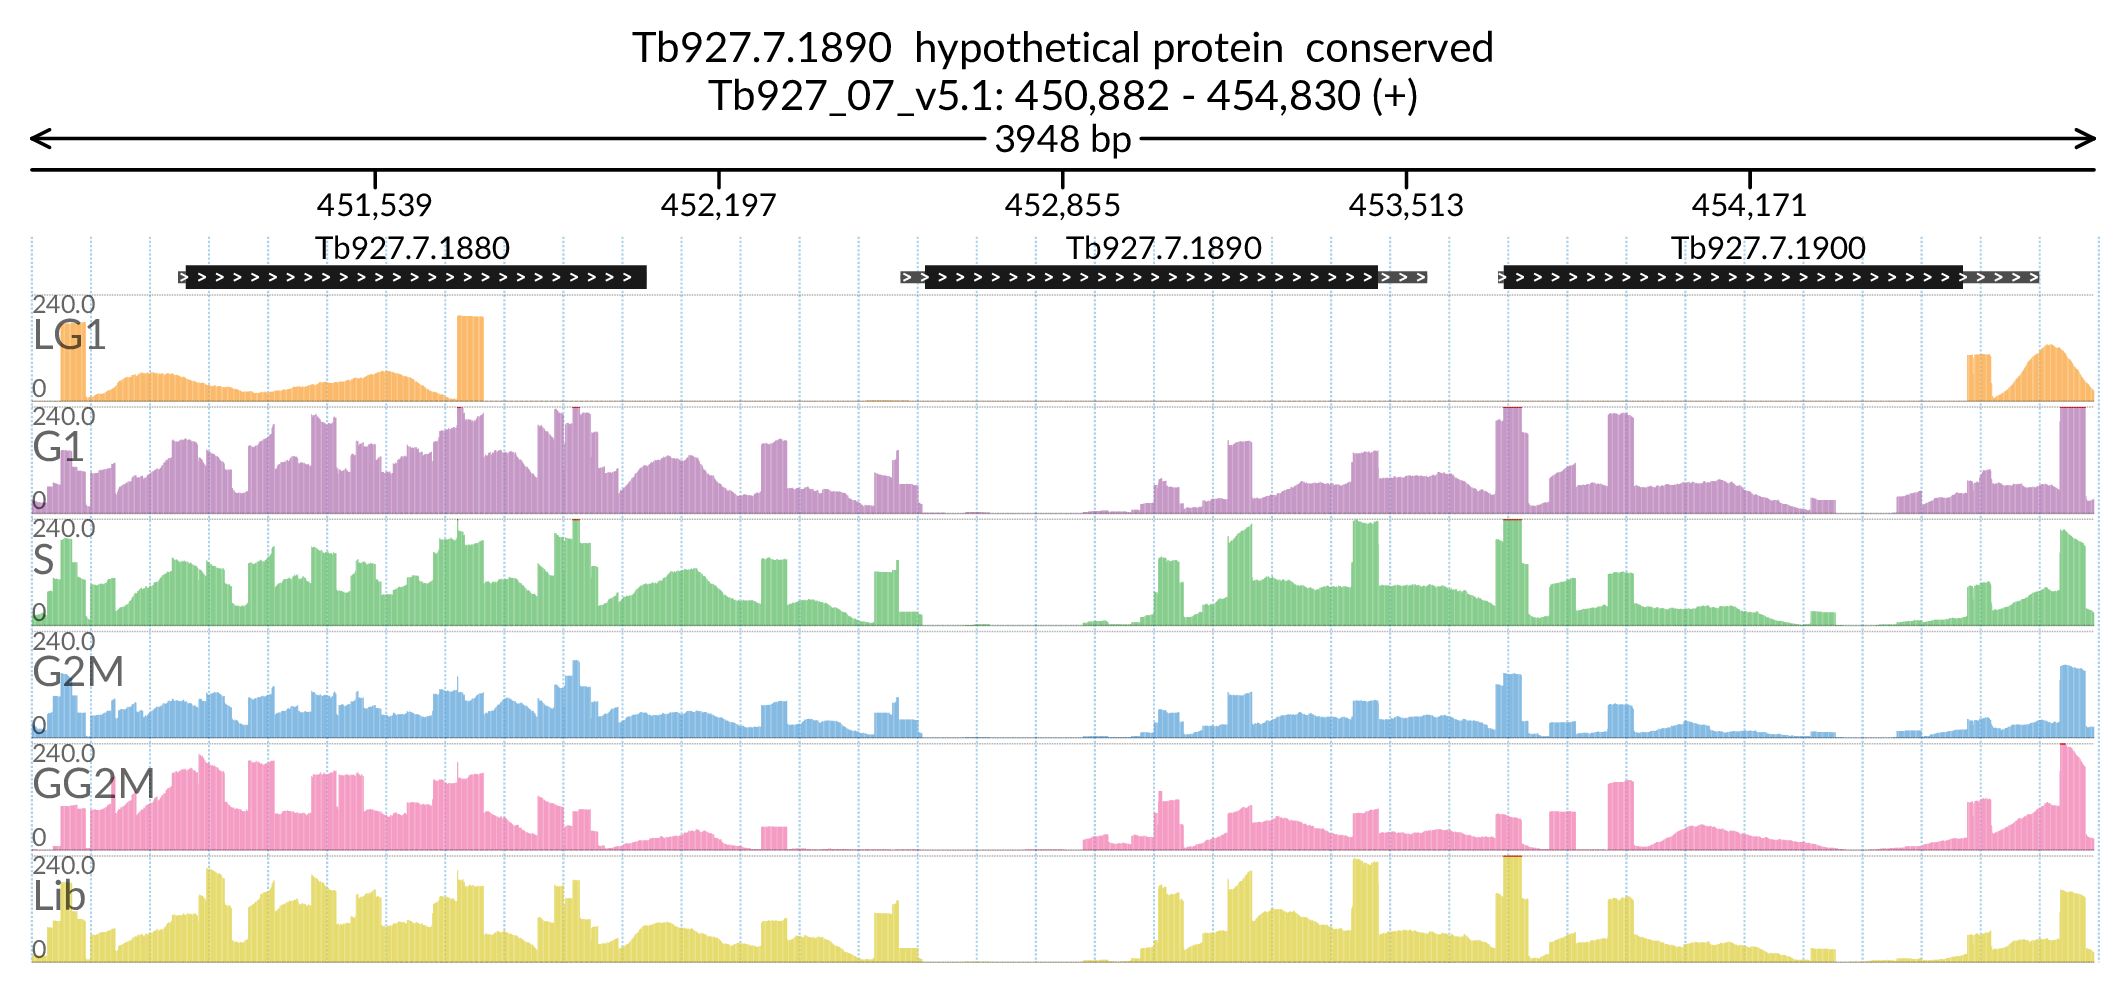 Tb927.7.1890  hypothetical protein  conserved
Tb927_07_v5.1: 450,882 - 454,830 (+)
3948 bp
451,539 452,197 452,855 453,513 454,171
Tb927.7.1880 Tb927.7.1890 Tb927.7.1900
240.0
LG1
0
240.0
G1
0
240.0
S
0
240.0
G2M
0
240.0
GG2M
0
240.0
Lib
0